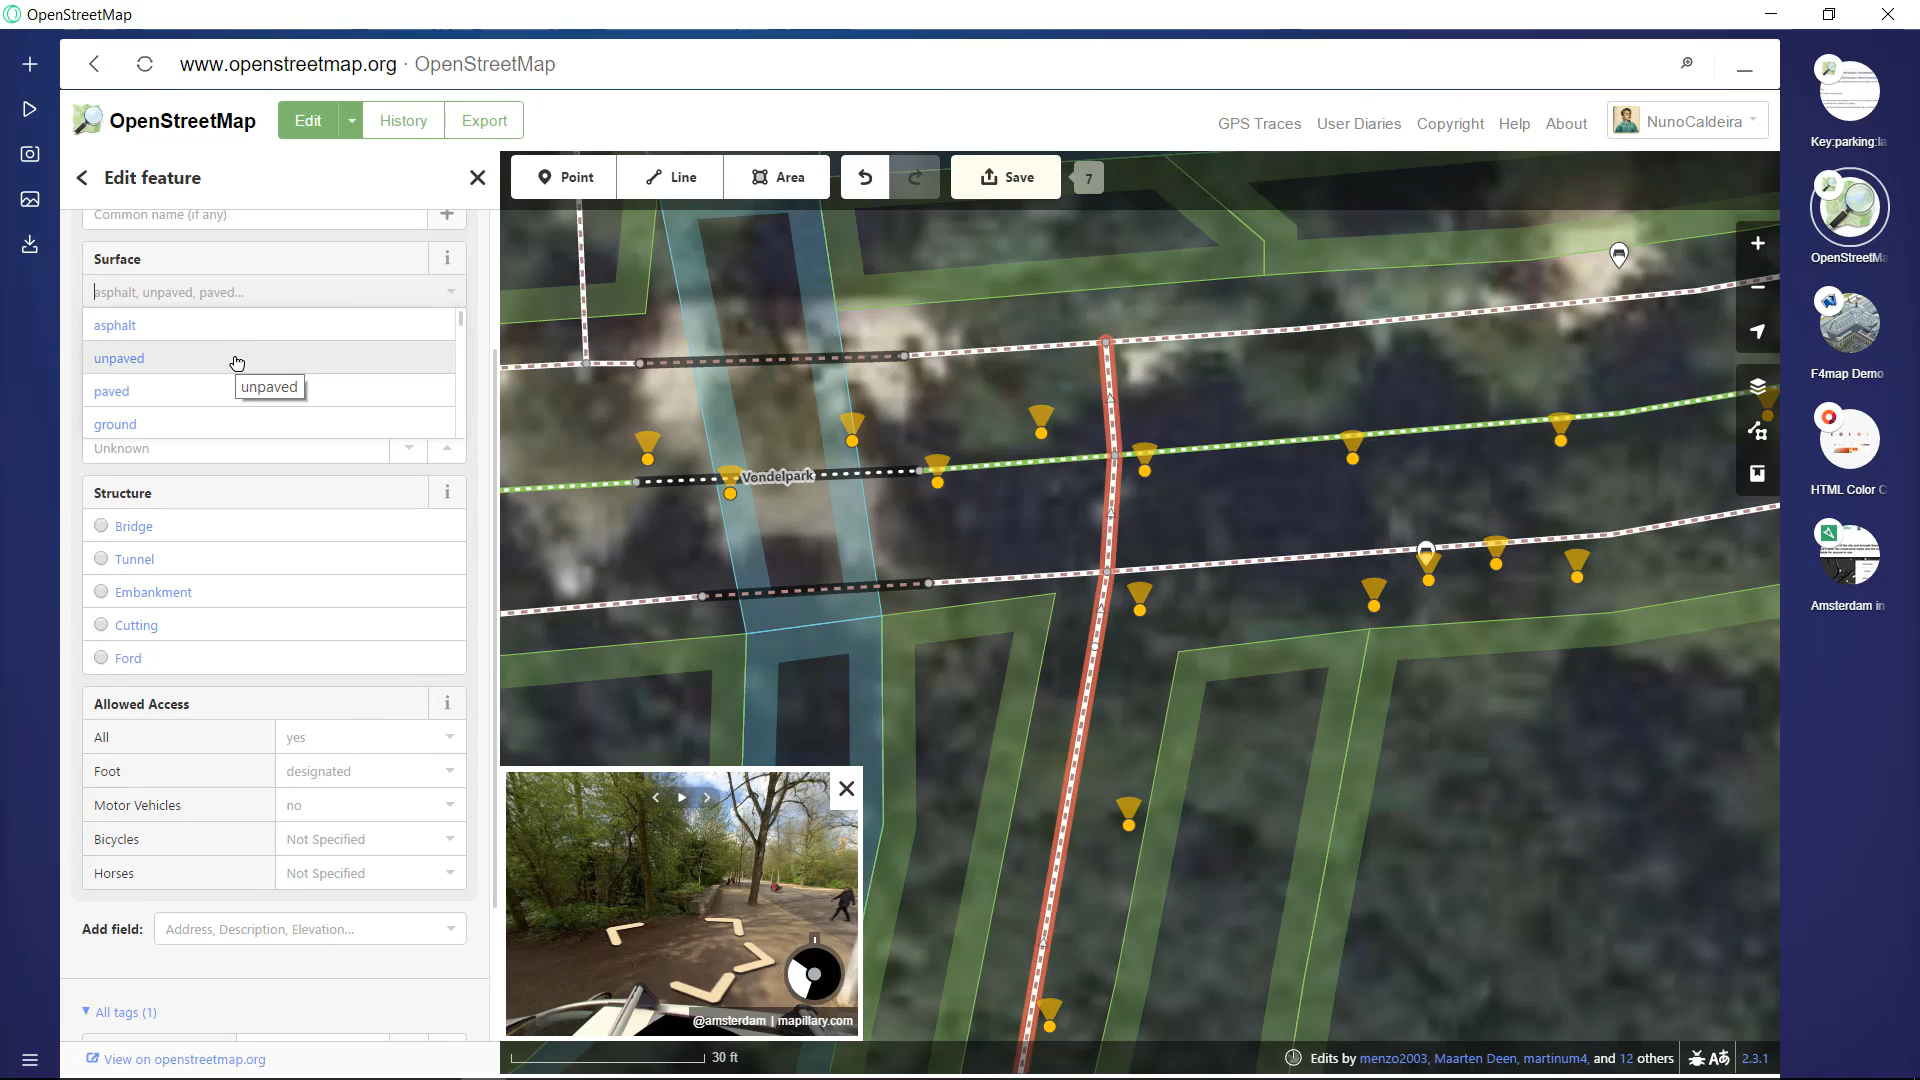 OpenStreetMap
www.openstreetmap.org · OpenStreetMap
OpenStreetMap
Edit
History
Export
GPS Traces
User Diaries
Copyright
Help
About
NunoCaldeira
Edit feature
Point
Line
Area
Save
7
Common name (if any)
Surface
asphalt, unpaved, paved...
asphalt
unpaved
unpaved
paved
ground
Unknown
Structure
Bridge
Tunnel
Embankment
Cutting
Ford
Allowed Access
All yes
Foot designated
Motor Vehicles no
Bicycles Not Specified
Horses Not Specified
Add field: Address, Description, Elevation...
All tags (1)
View on openstreetmap.org
Vondelpark
@amsterdam | mapillary.com
30 ft
Edits by menzo2003, Maarten Deen, martinum4, and 12 others
2.3.1
Key:parking:la
OpenStreetMa
F4map Demo
HTML Color C
Amsterdam in